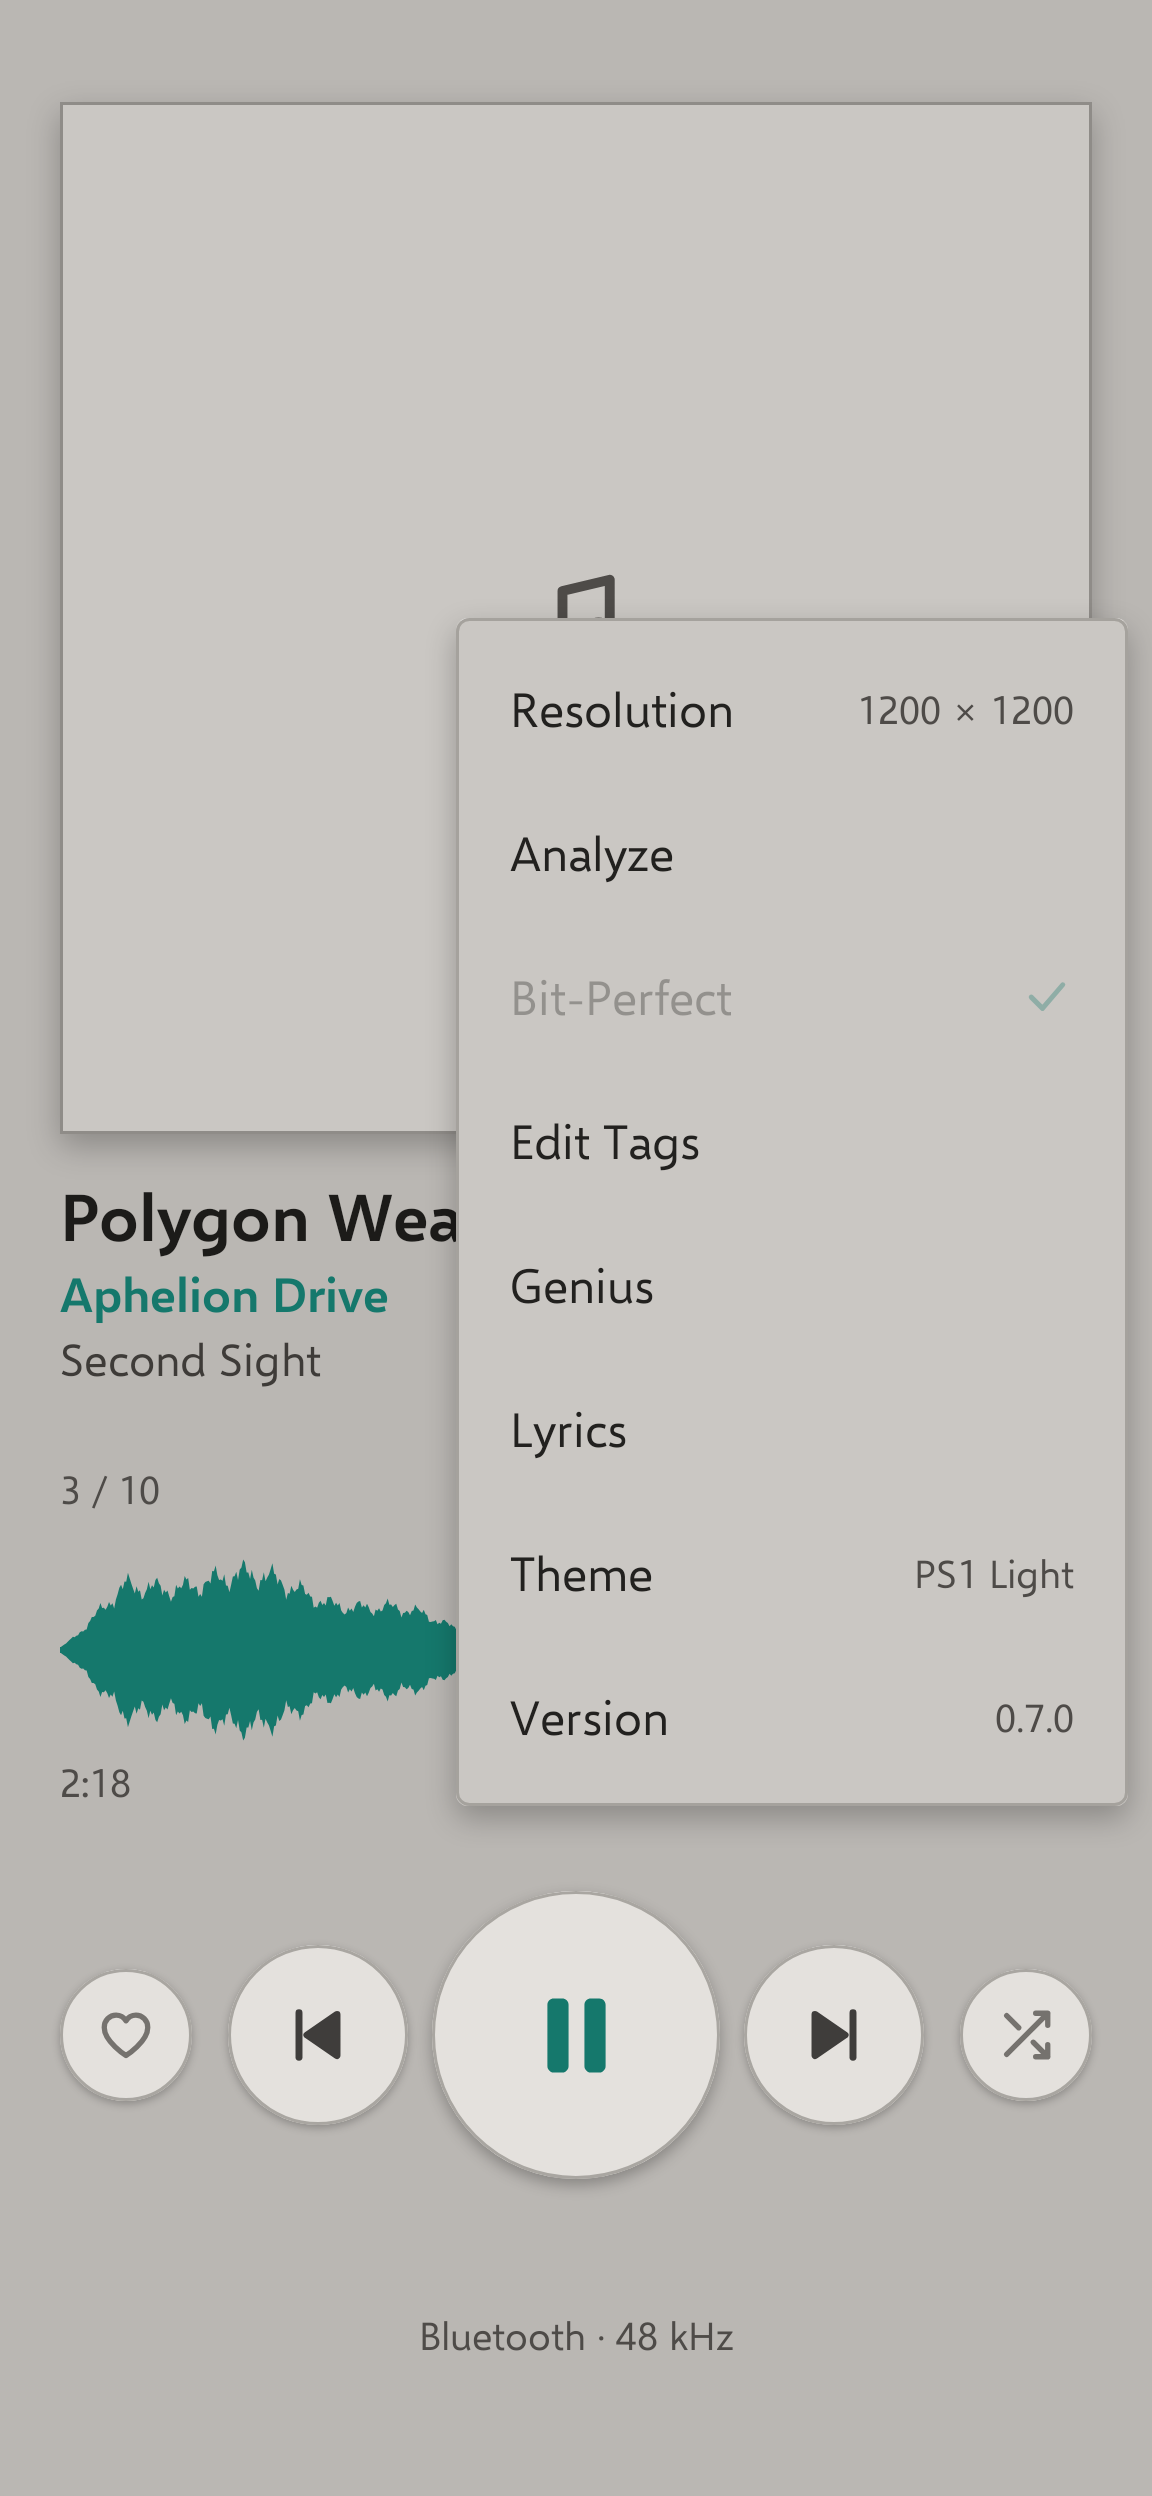 Resolution 1200 × 1200
Analyze
Bit-Perfect
Edit Tags
Genius
Lyrics
Theme PS1 Light
Version 0.7.0
Polygon
Aphelion Drive
Second Sight
3 / 10
2:18
Bluetooth · 48 kHz